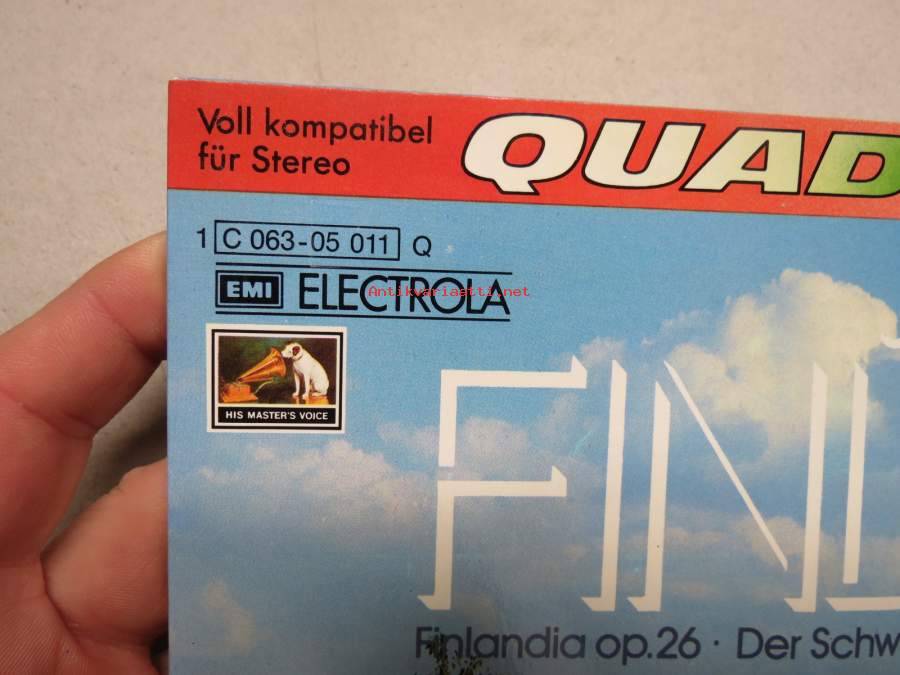 Voll kompatibel
für Stereo
QUAD
1 C 063-05 011 Q
EMI ELECTROLA
Antikvariaatti.net
HIS MASTER'S VOICE
FIN
Finlandia op.26 · Der Schw